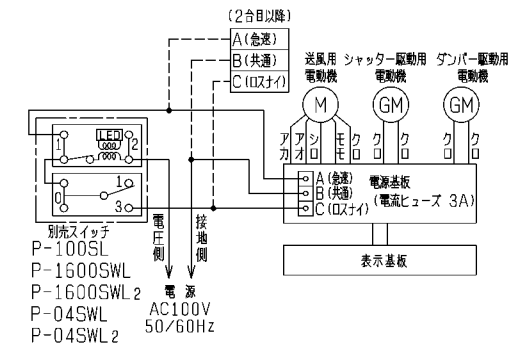 (2台目以降)
A(急速)
B(共通)
C(ロスナイ)
送風用
電動機
シャッター駆動用
電動機
ダンパー駆動用
電動機
M
GM
GM
アカ
アオ
シロ
モモ
クロ
クロ
クロ
クロ
クロ
LED
1
2
0
1
3
A(急速)
B(共通)
C(ロスナイ)
電源基板
(電流ヒューズ 3A)
表示基板
別売スイッチ
P-100SL
P-1600SWL
P-1600SWL2
P-04SWL
P-04SWL2
電圧側
接地側
電源
AC100V
50/60Hz